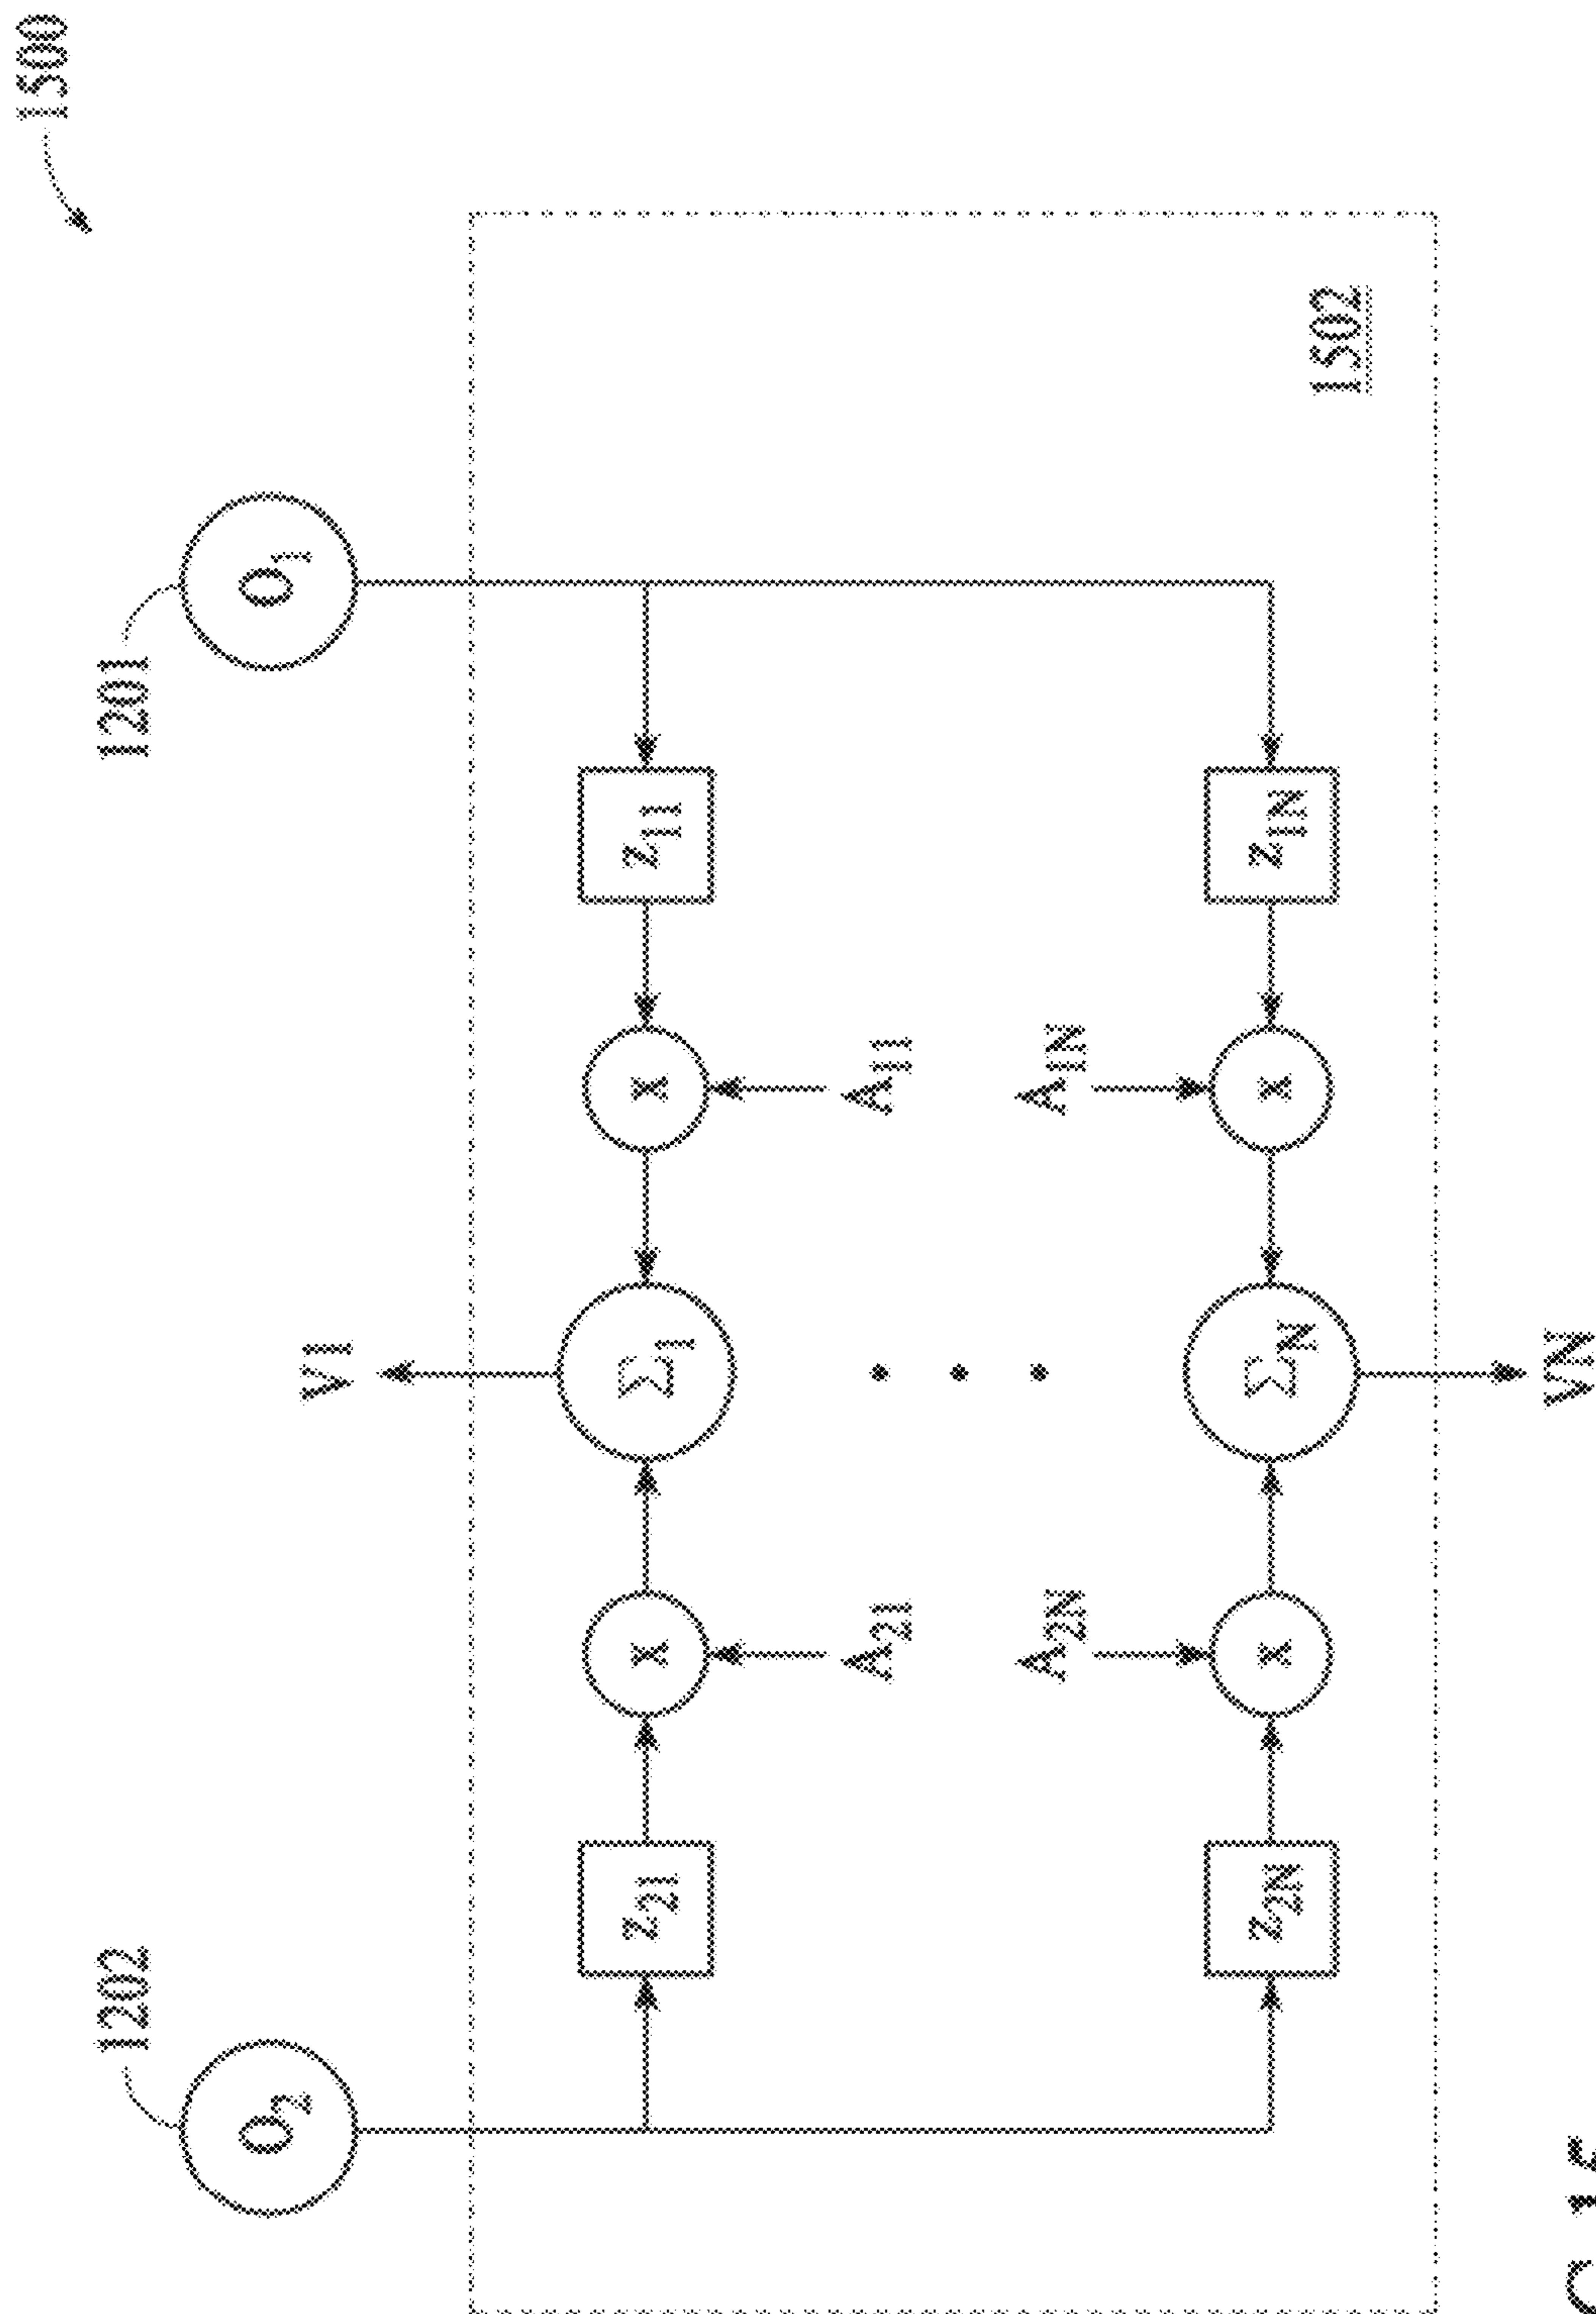 1500
1202
1201
O₂
O₁
V1
z₂₁
x
Σ₁
x
z₁₁
A₂₁
A₁₁
A₂N
A₁N
z₂N
x
ΣN
x
z₁N
1502
VN